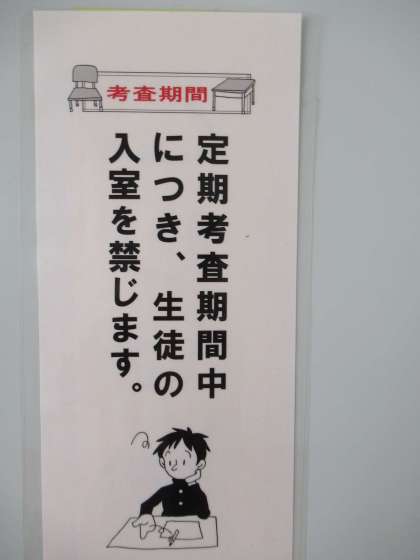 考査期間
定期考査期間中
につき、生徒の
入室を禁じます。